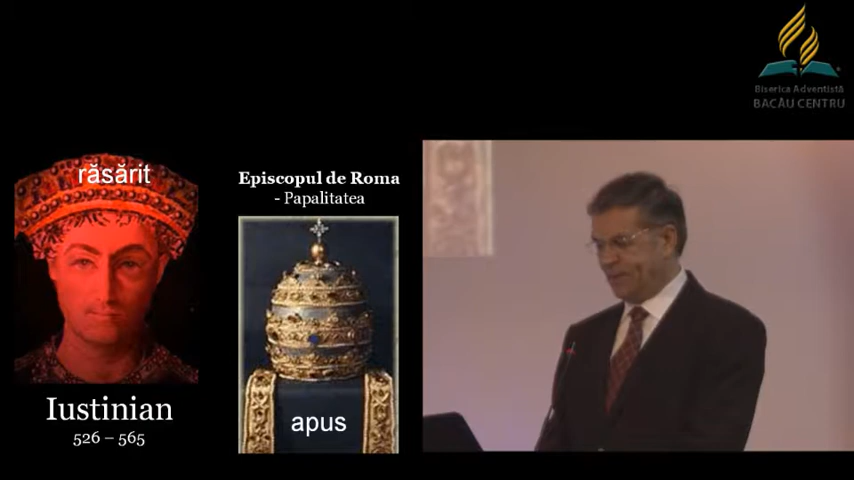 Biserica Adventistă
BACĂU CENTRU
răsărit
Episcopul de Roma
- Papalitatea
apus
Iustinian
526 – 565